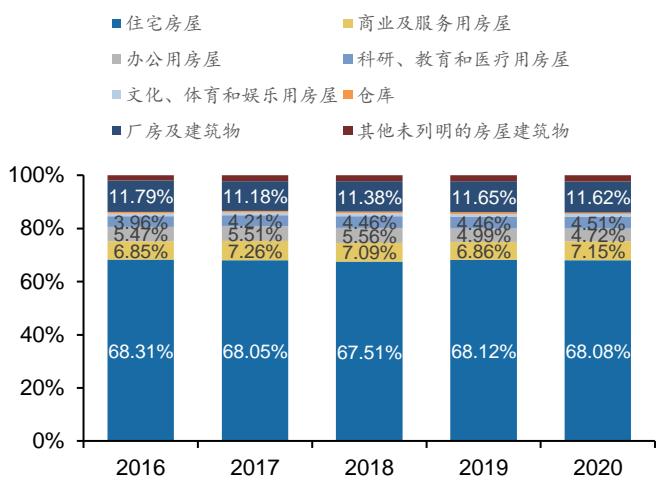 住宅房屋 商业及服务用房屋
办公用房屋 科研、教育和医疗用房屋
文化、体育和娱乐用房屋 仓库
厂房及建筑物 其他未列明的房屋建筑物
100%
11.79% 11.18% 11.38% 11.65% 11.62%
80%
3.96% 4.21% 4.46% 4.46% 4.51%
5.47% 5.51% 5.56% 4.99% 4.72%
6.85% 7.26% 7.09% 6.86% 7.15%
60%
40%
68.31% 68.05% 67.51% 68.12% 68.08%
20%
0%
2016 2017 2018 2019 2020